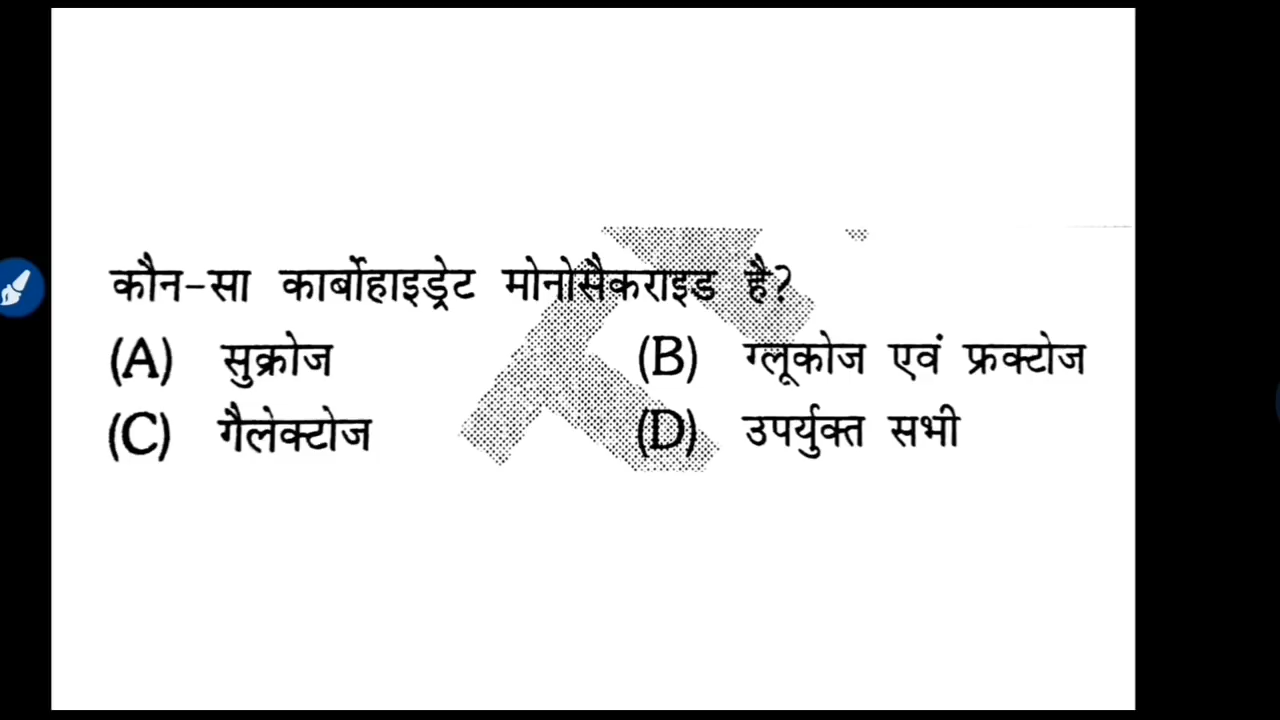 कौन-सा कार्बोहाइड्रेट मोनोसैकराइड है?
(A) सुक्रोज (B) ग्लूकोज एवं फ्रक्टोज
(C) गैलेक्टोज (D) उपर्युक्त सभी